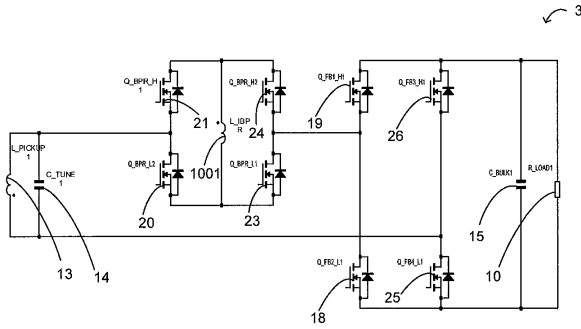 3
Q_BPR_H
1
Q_BPR_H2
Q_FB1_H1
Q_FB3_H1
21
L_IBP
R
24
19
26
L_PICKUP
1
C_TUNE
1
Q_BPR_L2
1001
Q_BPR_L1
C_BULK1
R_LOAD1
13
14
20
23
15
10
Q_FB2_L1
Q_FB4_L1
18
25